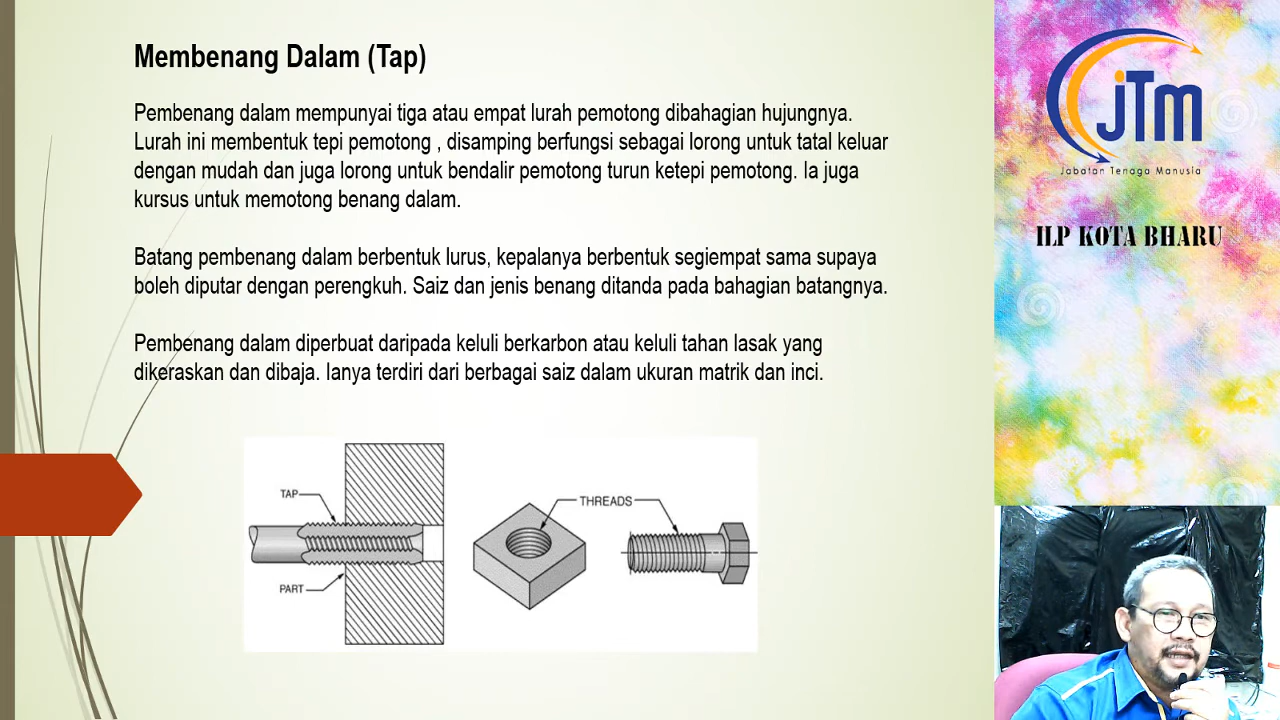 Membenang Dalam (Tap)
Pembenang dalam mempunyai tiga atau empat lurah pemotong dibahagian hujungnya.
Lurah ini membentuk tepi pemotong , disamping berfungsi sebagai lorong untuk tatal keluar
dengan mudah dan juga lorong untuk bendalir pemotong turun ketepi pemotong. Ia juga
kursus untuk memotong benang dalam.
Batang pembenang dalam berbentuk lurus, kepalanya berbentuk segiempat sama supaya
boleh diputar dengan perengkuh. Saiz dan jenis benang ditanda pada bahagian batangnya.
Pembenang dalam diperbuat daripada keluli berkarbon atau keluli tahan lasak yang
dikeraskan dan dibaja. Ianya terdiri dari berbagai saiz dalam ukuran matrik dan inci.
TAP
PART
THREADS
jTm
Jabatan Tenaga Manusia
ILP KOTA BHARU